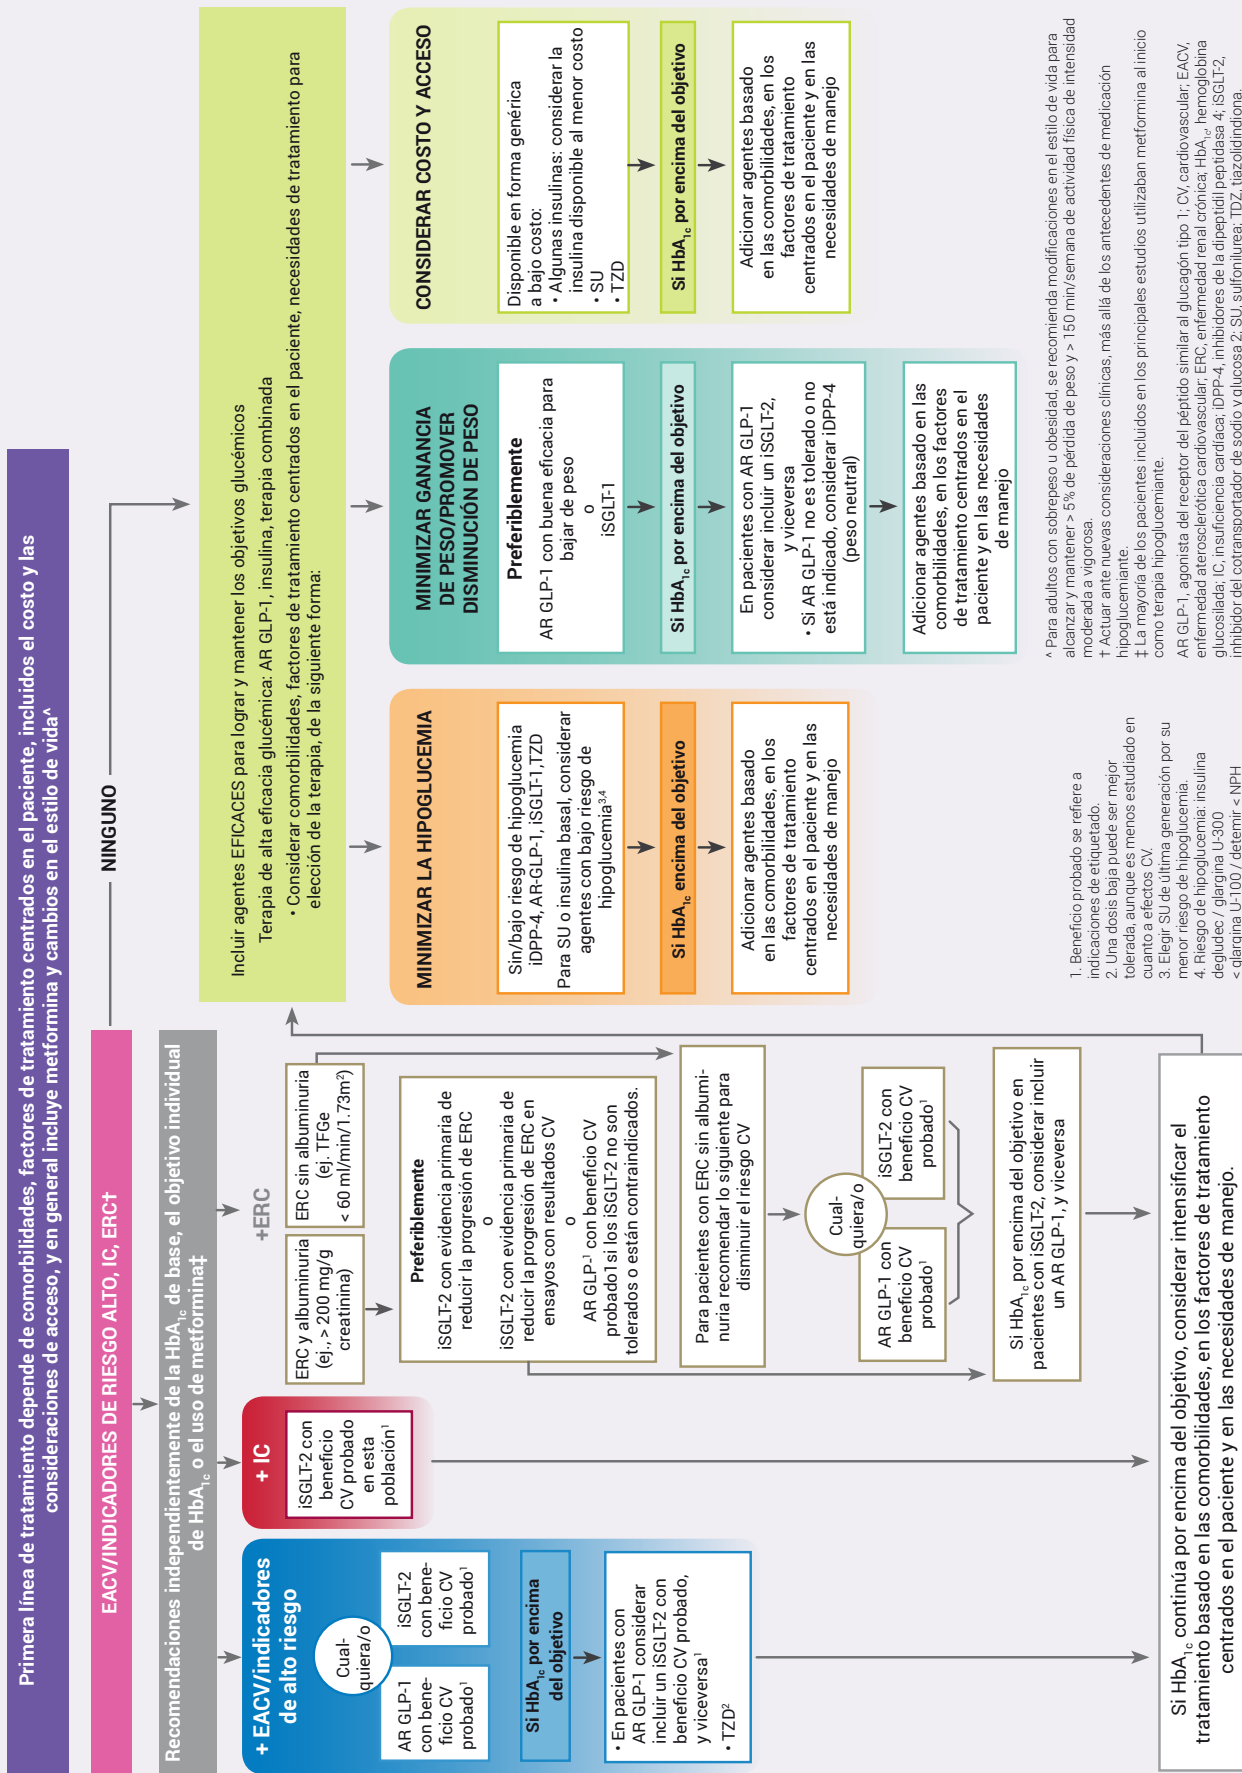 Primera línea de tratamiento depende de comorbilidades, factores de tratamiento centrados en el paciente, incluidos el costo y las
consideraciones de acceso, y en general incluye metformina y cambios en el estilo de vida^
EACV/INDICADORES DE RIESGO ALTO, IC, ERC†
NINGUNO
Recomendaciones independientemente de la HbA1c de base, el objetivo individual
de HbA1c o el uso de metformina‡
+ EACV/indicadores
de alto riesgo
Cual-
quiera/o
AR GLP-1
con bene-
ficio CV
probado1
iSGLT-2
con bene-
ficio CV
probado1
Si HbA1c por encima
del objetivo
• En pacientes con
AR GLP-1 considerar
incluir un iSGLT-2 con
beneficio CV probado,
y viceversa1
• TZD2
+ IC
iSGLT-2 con
beneficio
CV probado
en esta
población1
+ERC
ERC y albuminuria
(ej., > 200 mg/g
creatinina)
ERC sin albuminuria
(ej. TFGe
< 60 ml/min/1.73m2)
Preferiblemente
iSGLT-2 con evidencia primaria de
reducir la progresión de ERC
o
iSGLT-2 con evidencia primaria de
reducir la progresión de ERC en
ensayos con resultados CV
o
AR GLP-1 con beneficio CV
probado1 si los iSGLT-2 no son
tolerados o están contraindicados.
Para pacientes con ERC sin albumi-
nuria recomendar lo siguiente para
disminuir el riesgo CV
Cual-
quiera/o
AR GLP-1 con
beneficio CV
probado1
iSGLT-2 con
beneficio CV
probado1
Si HbA1c por encima del objetivo en
pacientes con iSGLT-2, considerar incluir
un AR GLP-1, y viceversa
Si HbA1c continúa por encima del objetivo, considerar intensificar el
tratamiento basado en las comorbilidades, en los factores de tratamiento
centrados en el paciente y en las necesidades de manejo.
Incluir agentes EFICACES para lograr y mantener los objetivos glucémicos
Terapia de alta eficacia glucémica: AR GLP-1, insulina, terapia combinada
• Considerar comorbilidades, factores de tratamiento centrados en el paciente, necesidades de tratamiento para
elección de la terapia, de la siguiente forma:
MINIMIZAR LA HIPOGLUCEMIA
Sin/bajo riesgo de hipoglucemia
iDPP-4, AR-GLP-1, iSGLT-1,TZD
Para SU o insulina basal, considerar
agentes con bajo riesgo de
hipoglucemia3,4
Si HbA1c encima del objetivo
Adicionar agentes basado
en las comorbilidades, en los
factores de tratamiento
centrados en el paciente y en las
necesidades de manejo
MINIMIZAR GANANCIA
DE PESO/PROMOVER
DISMINUCIÓN DE PESO
Preferiblemente
AR GLP-1 con buena eficacia para
bajar de peso
o
iSGLT-1
Si HbA1c por encima del objetivo
En pacientes con AR GLP-1
considerar incluir un iSGLT-2,
y viceversa
• Si AR GLP-1 no es tolerado o no
está indicado, considerar iDPP-4
(peso neutral)
Adicionar agentes basado en las
comorbilidades, en los factores
de tratamiento centrados en el
paciente y en las necesidades
de manejo
CONSIDERAR COSTO Y ACCESO
Disponible en forma genérica
a bajo costo:
• Algunas insulinas: considerar la
insulina disponible al menor costo
• SU
• TZD
Si HbA1c por encima del objetivo
Adicionar agentes basado
en las comorbilidades, en los
factores de tratamiento
centrados en el paciente y en las
necesidades de manejo
1. Beneficio probado se refiere a
indicaciones de etiquetado.
2. Una dosis baja puede ser mejor
tolerada, aunque es menos estudiado en
cuanto a efectos CV.
3. Elegir SU de última generación por su
menor riesgo de hipoglucemia.
4. Riesgo de hipoglucemia: insulina
degludec / glargina U-300
< glargina U-100 / detemir < NPH
^ Para adultos con sobrepeso u obesidad, se recomienda modificaciones en el estilo de vida para
alcanzar y mantener > 5% de pérdida de peso y > 150 min/semana de actividad física de intensidad
moderada a vigorosa.
† Actuar ante nuevas consideraciones clínicas, más allá de los antecedentes de medicación
hipoglucemiante.
‡ La mayoría de los pacientes incluidos en los principales estudios utilizaban metformina al inicio
como terapia hipoglucemiante.
AR GLP-1, agonista del receptor del péptido similar al glucagón tipo 1; CV, cardiovascular; EACV,
enfermedad aterosclerótica cardiovascular; ERC, enfermedad renal crónica; HbA1c, hemoglobina
glucosilada; IC, insuficiencia cardíaca; iDPP-4, inhibidores de la dipeptidil peptidasa 4; iSGLT-2,
inhibidor del cotransportador de sodio y glucosa 2; SU, sulfonilurea; TDZ, tiazolidindiona.